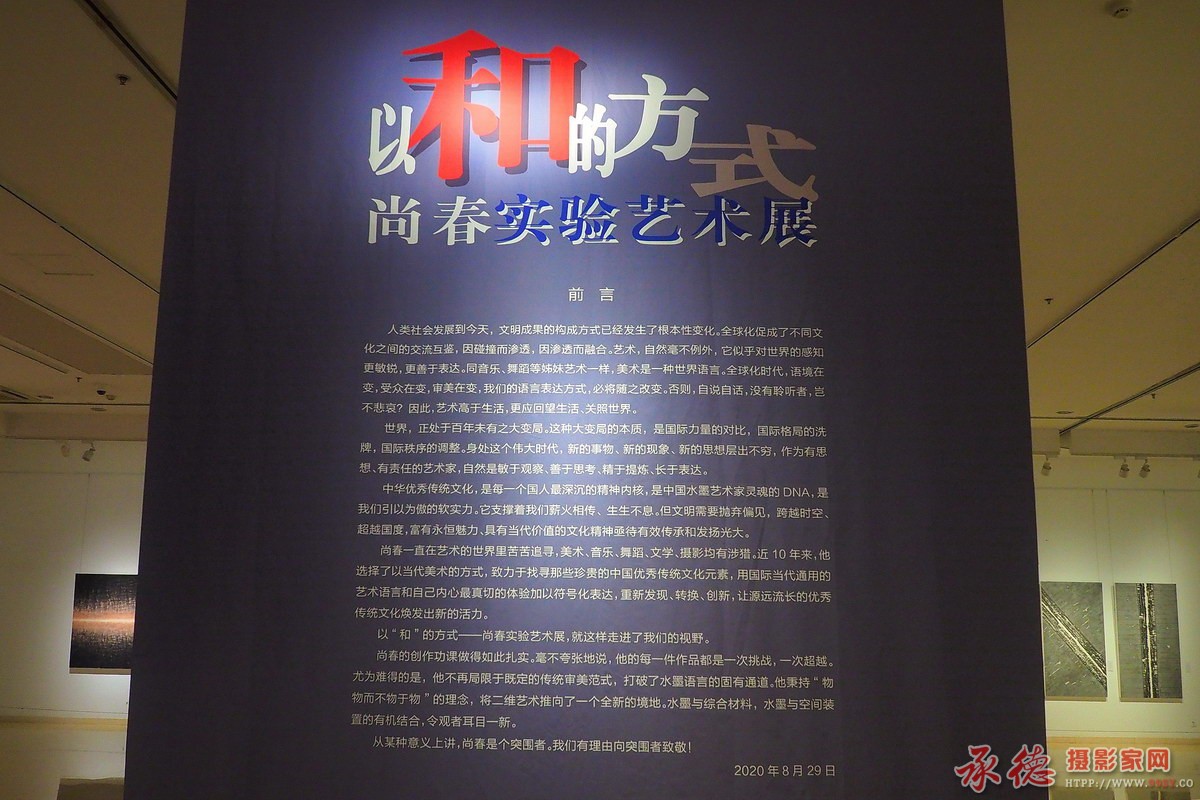 以和的方式
尚春实验艺术展
前 言
人类社会发展到今天，文明成果的构成方式已经发生了根本性变化。全球化促成了不同文
化之间的交流互鉴，因碰撞而渗透，因渗透而融合。艺术，自然毫不例外，它似乎对世界的感知
更敏锐，更善于表达。同音乐、舞蹈等姊妹艺术一样，美术是一种世界语言。全球化时代，语境在
变，受众在变，审美在变，我们的语言表达方式，必将随之改变。否则，自说自话，没有聆听者，岂
不悲哀？因此，艺术高于生活，更应回望生活、关照世界。
世界，正处于百年未有之大变局。这种大变局的本质，是国际力量的对比，国际格局的洗
牌，国际秩序的调整。身处这个伟大时代，新的事物、新的现象、新的思想层出不穷，作为有思
想、有责任的艺术家，自然是敏于观察、善于思考、精于提炼、长于表达。
中华优秀传统文化，是每一个国人最深沉的精神内核，是中国水墨艺术家灵魂的DNA，是
我们引以为傲的软实力。它支撑着我们薪火相传、生生不息。但文明需要抛弃偏见，跨越时空、
超越国度，富有永恒魅力、具有当代价值的文化精神亟待有效传承和发扬光大。
尚春一直在艺术的世界里苦苦追寻，美术、音乐、舞蹈、文学、摄影均有涉猎。近10年来，他
选择了以当代美术的方式，致力于找寻那些珍贵的中国优秀传统文化元素，用国际当代通用的
艺术语言和自己内心最真切的体验加以符号化表达，重新发现、转换、创新，让源远流长的优秀
传统文化焕发出新的活力。
以“和”的方式——尚春实验艺术展，就这样走进了我们的视野。
尚春的创作功课做得如此扎实。毫不夸张地说，他的每一件作品都是一次挑战，一次超越。
尤为难得的是，他不再局限于既定的传统审美范式，打破了水墨语言的固有通道。他秉持“物
物而不物于物”的理念，将二维艺术推向了一个全新的境地。水墨与综合材料，水墨与空间装
置的有机结合，令观者耳目一新。
从某种意义上讲，尚春是个突围者。我们有理由向突围者致敬！
2020年8月29日
承德 摄影家网